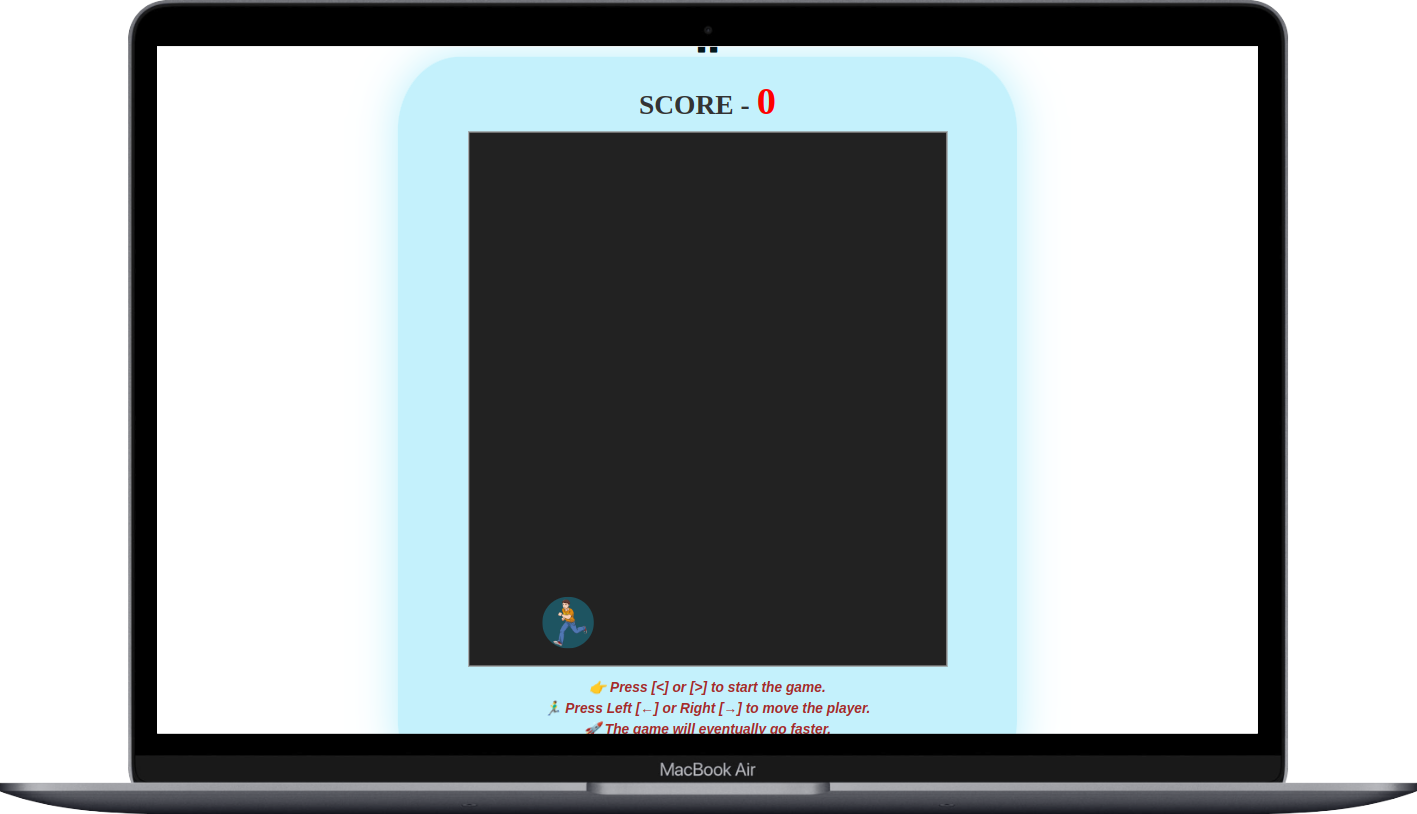 SCORE - 0
👉 Press [<] or [>] to start the game.
🏃‍♂️ Press Left [←] or Right [→] to move the player.
🚀 The game will eventually go faster.
MacBook Air